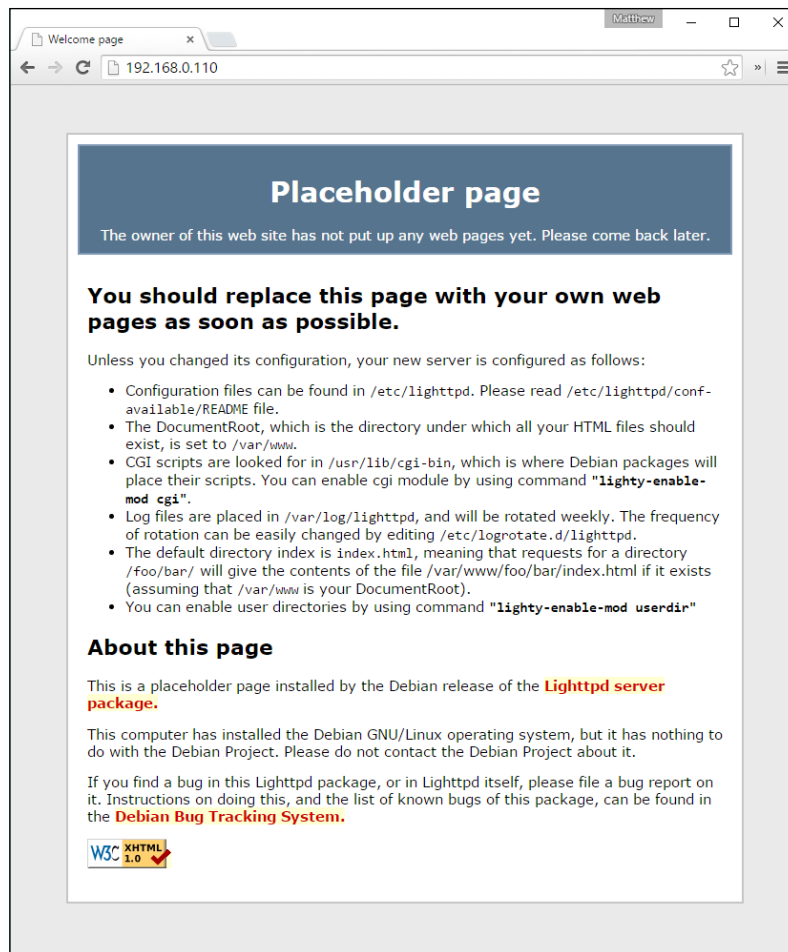 Matthew
Welcome page
192.168.0.110
»
Placeholder page
The owner of this web site has not put up any web pages yet. Please come back later.
You should replace this page with your own web
pages as soon as possible.
Unless you changed its configuration, your new server is configured as follows:
• Configuration files can be found in /etc/lighttpd. Please read /etc/lighttpd/conf-
available/README file.
• The DocumentRoot, which is the directory under which all your HTML files should
exist, is set to /var/www.
• CGI scripts are looked for in /usr/lib/cgi-bin, which is where Debian packages will
place their scripts. You can enable cgi module by using command "lighty-enable-
mod cgi".
• Log files are placed in /var/log/lighttpd, and will be rotated weekly. The frequency
of rotation can be easily changed by editing /etc/logrotate.d/lighttpd.
• The default directory index is index.html, meaning that requests for a directory
/foo/bar/ will give the contents of the file /var/www/foo/bar/index.html if it exists
(assuming that /var/www is your DocumentRoot).
• You can enable user directories by using command "lighty-enable-mod userdir"
About this page
This is a placeholder page installed by the Debian release of the Lighttpd server
package.
This computer has installed the Debian GNU/Linux operating system, but it has nothing to
do with the Debian Project. Please do not contact the Debian Project about it.
If you find a bug in this Lighttpd package, or in Lighttpd itself, please file a bug report on
it. Instructions on doing this, and the list of known bugs of this package, can be found in
the Debian Bug Tracking System.
W3C XHTML
1.0